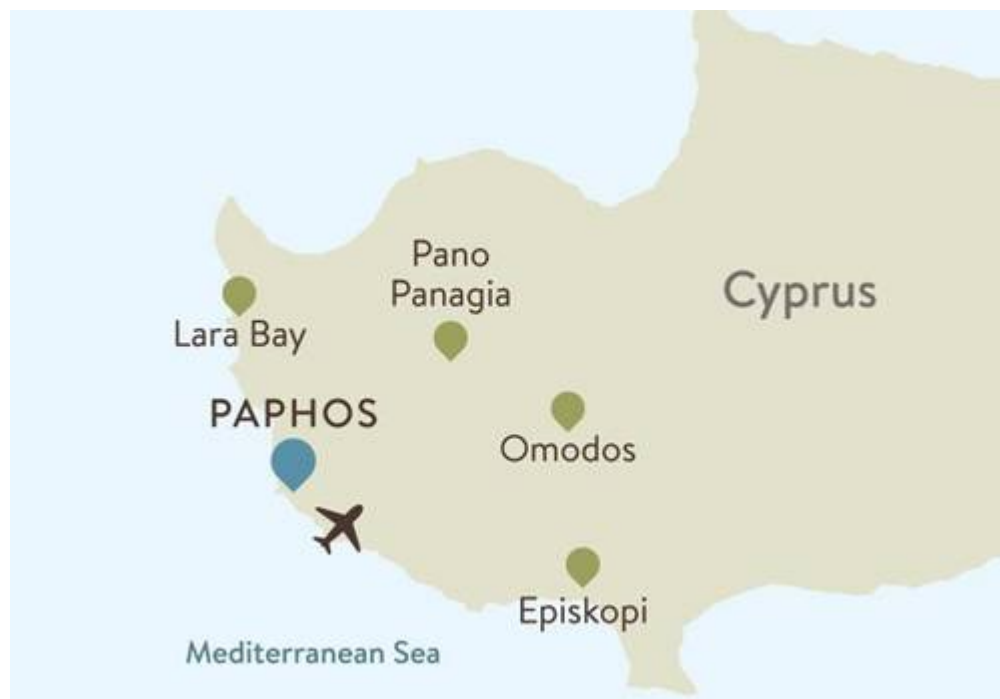 Pano
Panagia
Cyprus
Lara Bay
PAPHOS
Omodos
Episkopi
Mediterranean Sea